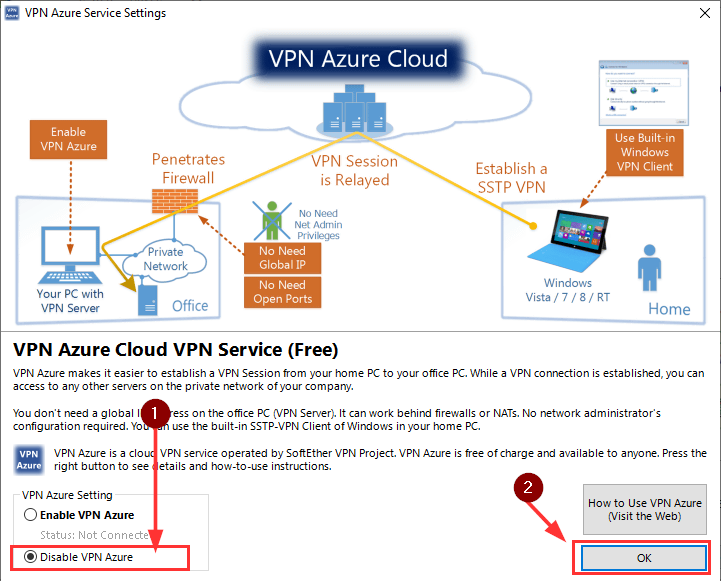 VPN Azure Service Settings
VPN Azure Cloud
Enable
VPN Azure
Penetrates
Firewall
VPN Session
is Relayed
Establish a
SSTP VPN
Use Built-in
Windows
VPN Client
No Need
Net Admin
Privileges
No Need
Global IP
No Need
Open Ports
Private
Network
Your PC with
VPN Server
Office
Windows
Vista / 7 / 8 / RT
Home
VPN Azure Cloud VPN Service (Free)
VPN Azure makes it easier to establish a VPN Session from your home PC to your office PC. While a VPN connection is established, you can
access to any other servers on the private network of your company.
You don't need a global ress on the office PC (VPN Server). It can work behind firewalls or NATs. No network administrator's
configuration required. You can use the built-in SSTP-VPN Client of Windows in your home PC.
1
VPN
Azure
VPN Azure is a cloud VPN service operated by SoftEther VPN Project. VPN Azure is free of charge and available to anyone. Press the
right button to see details and how-to-use instructions.
VPN Azure Setting
Enable VPN Azure
Status: Not Connecte
Disable VPN Azure
2
How to Use VPN Azure
(Visit the Web)
OK